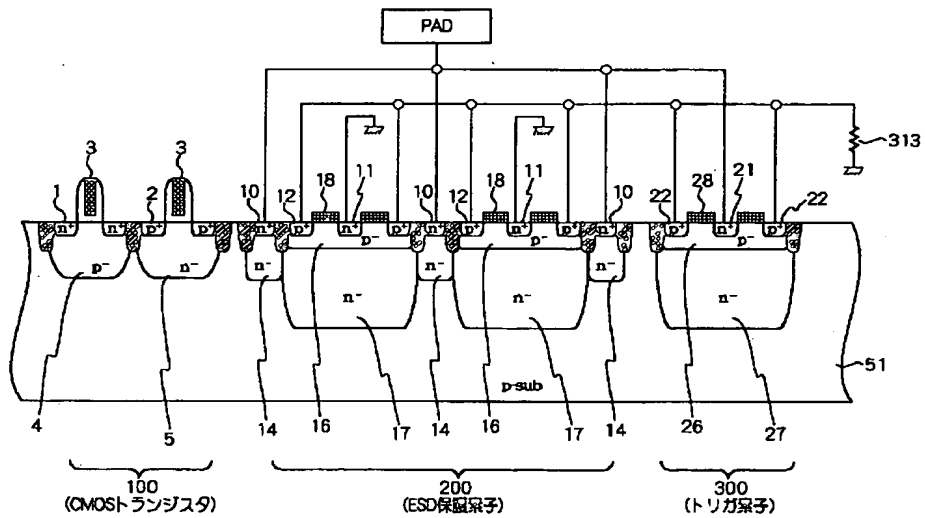 PAD
313
3 3 18 11 18 11 21
1 2 10 12 10 12 10 22 28 22
n+ n+ p+ p+ n+ p+ n+ p+ n+ p+ n+ p+ n+ p+ n+ p+
p- n- p- p- p-
n- n- n-
n- n- n-
p-sub
51
4 5 14 16 17 14 16 17 14 26 27
100 200 300
(CMOSトランジスタ) (ESD保護素子) (トリガ素子)